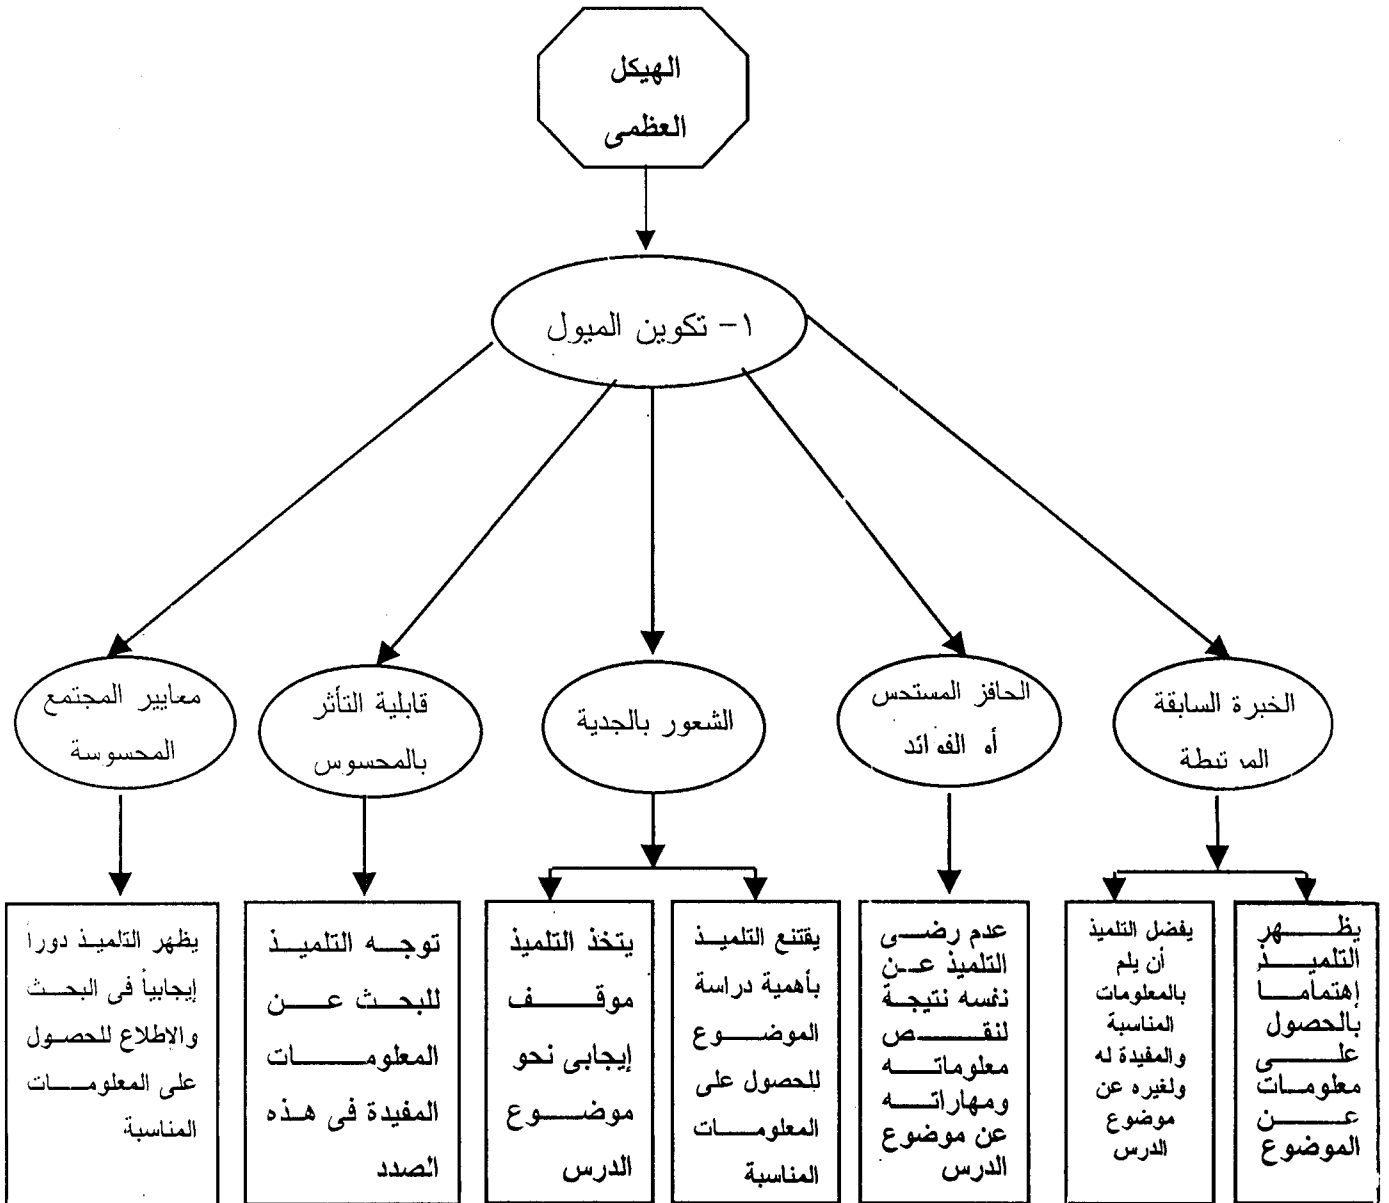 الهيكل
العظمى
١- تكوين الميول
الخبرة السابقة
المرتبطة
الحافز المستحس
أو الفوائد
الشعور بالجدية
قابلية التأثر
بالمحسوس
معايير المجتمع
المحسوسة
يظهر
التلميذ
إهتماما
بالحصول
على
معلومات
عن
الموضوع
يفضل التلميذ
أن يلم
بالمعلومات
المناسبة
والمفيدة له
ولغيره عن
موضوع
الدرس
عدم رضى
التلميذ عن
نفسه نتيجة
لنقص
معلوماته
ومهاراته
عن موضوع
الدرس
يقتنع التلميذ
بأهمية دراسة
الموضوع
للحصول على
المعلومات
المناسبة
يتخذ التلميذ
موقف
إيجابى نحو
موضوع
الدرس
توجه التلميذ
للبحث عن
المعلومات
المفيدة فى هذه
الصدد
يظهر التلميذ دورا
إيجابياً فى البحث
والإطلاع للحصول
على المعلومات
المناسبة